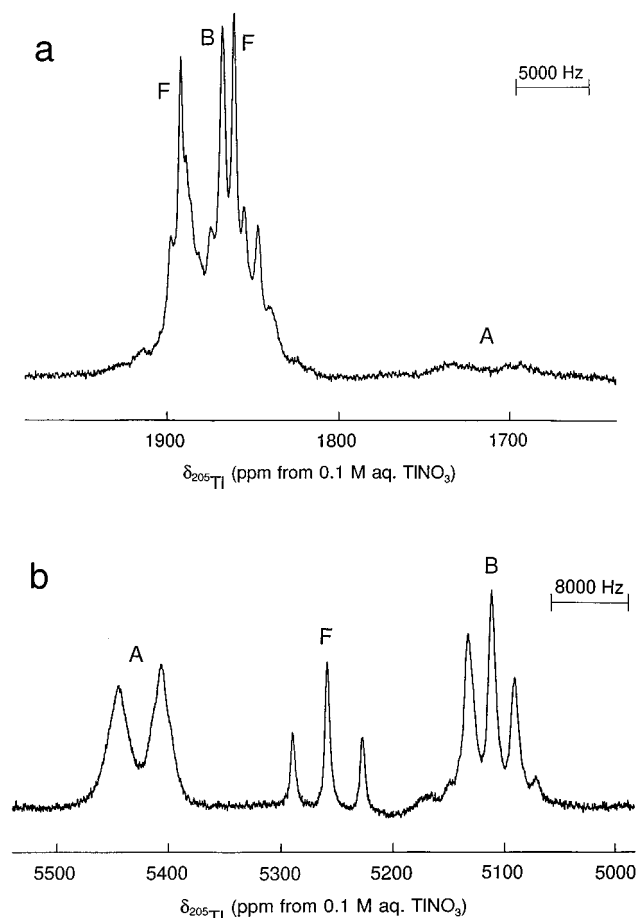 a
B
F
F
5000 Hz
A
1900 1800 1700
δ205Tl (ppm from 0.1 M aq. TlNO3)
b
B
8000 Hz
A
F
5500 5400 5300 5200 5100 5000
δ205Tl (ppm from 0.1 M aq. TlNO3)